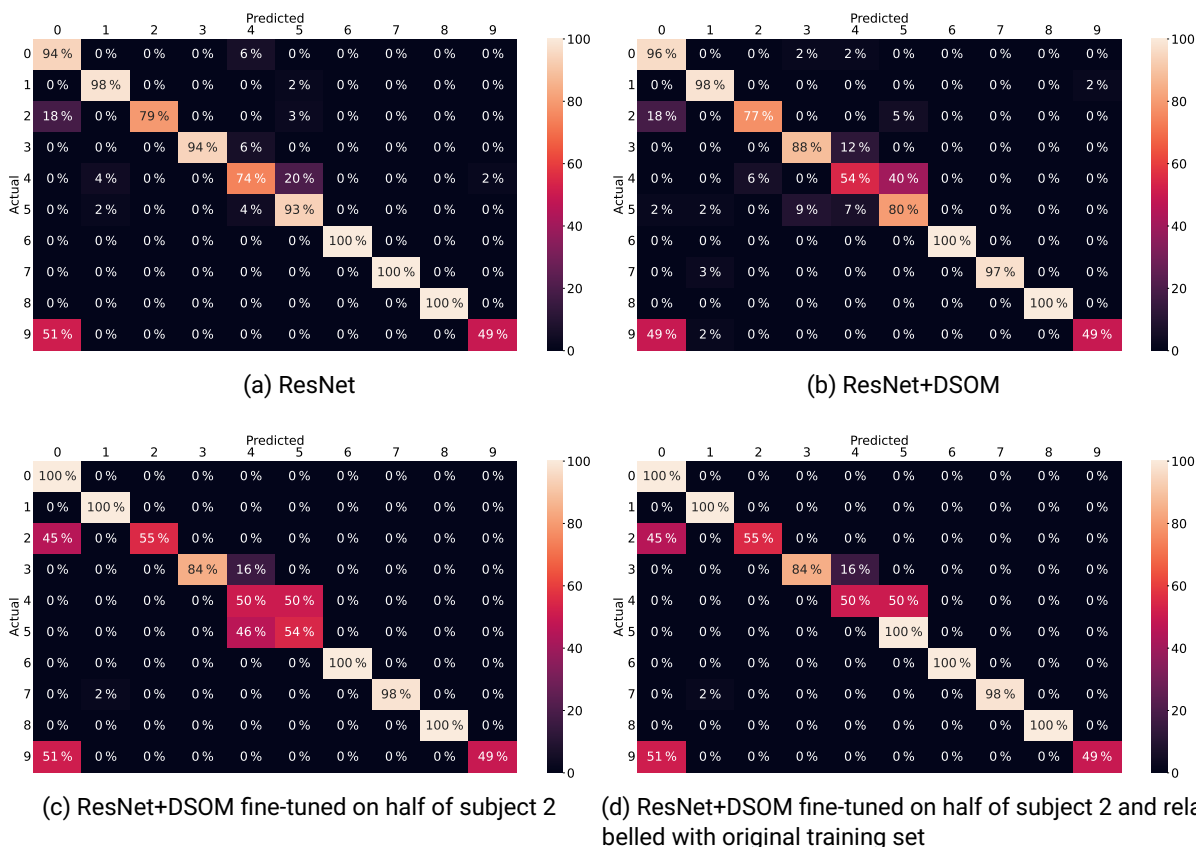 Predicted
0 1 2 3 4 5 6 7 8 9
0 94 % 0 % 0 % 0 % 6 % 0 % 0 % 0 % 0 % 0 %
1 0 % 98 % 0 % 0 % 0 % 2 % 0 % 0 % 0 % 0 %
2 18 % 0 % 79 % 0 % 0 % 3 % 0 % 0 % 0 % 0 %
3 0 % 0 % 0 % 94 % 6 % 0 % 0 % 0 % 0 % 0 %
4 0 % 4 % 0 % 0 % 74 % 20 % 0 % 0 % 0 % 2 %
5 0 % 2 % 0 % 0 % 4 % 93 % 0 % 0 % 0 % 0 %
6 0 % 0 % 0 % 0 % 0 % 0 % 100 % 0 % 0 % 0 %
7 0 % 0 % 0 % 0 % 0 % 0 % 0 % 100 % 0 % 0 %
8 0 % 0 % 0 % 0 % 0 % 0 % 0 % 0 % 100 % 0 %
9 51 % 0 % 0 % 0 % 0 % 0 % 0 % 0 % 0 % 49 %
Actual
100
80
60
40
20
0
(a) ResNet
Predicted
0 1 2 3 4 5 6 7 8 9
0 96 % 0 % 0 % 2 % 2 % 0 % 0 % 0 % 0 % 0 %
1 0 % 98 % 0 % 0 % 0 % 0 % 0 % 0 % 0 % 2 %
2 18 % 0 % 77 % 0 % 0 % 5 % 0 % 0 % 0 % 0 %
3 0 % 0 % 0 % 88 % 12 % 0 % 0 % 0 % 0 % 0 %
4 0 % 0 % 6 % 0 % 54 % 40 % 0 % 0 % 0 % 0 %
5 2 % 2 % 0 % 9 % 7 % 80 % 0 % 0 % 0 % 0 %
6 0 % 0 % 0 % 0 % 0 % 0 % 100 % 0 % 0 % 0 %
7 0 % 3 % 0 % 0 % 0 % 0 % 0 % 97 % 0 % 0 %
8 0 % 0 % 0 % 0 % 0 % 0 % 0 % 0 % 100 % 0 %
9 49 % 2 % 0 % 0 % 0 % 0 % 0 % 0 % 0 % 49 %
Actual
100
80
60
40
20
0
(b) ResNet+DSOM
Predicted
0 1 2 3 4 5 6 7 8 9
0 100 % 0 % 0 % 0 % 0 % 0 % 0 % 0 % 0 % 0 %
1 0 % 100 % 0 % 0 % 0 % 0 % 0 % 0 % 0 % 0 %
2 45 % 0 % 55 % 0 % 0 % 0 % 0 % 0 % 0 % 0 %
3 0 % 0 % 0 % 84 % 16 % 0 % 0 % 0 % 0 % 0 %
4 0 % 0 % 0 % 0 % 50 % 50 % 0 % 0 % 0 % 0 %
5 0 % 0 % 0 % 0 % 46 % 54 % 0 % 0 % 0 % 0 %
6 0 % 0 % 0 % 0 % 0 % 0 % 100 % 0 % 0 % 0 %
7 0 % 2 % 0 % 0 % 0 % 0 % 0 % 98 % 0 % 0 %
8 0 % 0 % 0 % 0 % 0 % 0 % 0 % 0 % 100 % 0 %
9 51 % 0 % 0 % 0 % 0 % 0 % 0 % 0 % 0 % 49 %
Actual
100
80
60
40
20
0
(c) ResNet+DSOM fine-tuned on half of subject 2
Predicted
0 1 2 3 4 5 6 7 8 9
0 100 % 0 % 0 % 0 % 0 % 0 % 0 % 0 % 0 % 0 %
1 0 % 100 % 0 % 0 % 0 % 0 % 0 % 0 % 0 % 0 %
2 45 % 0 % 55 % 0 % 0 % 0 % 0 % 0 % 0 % 0 %
3 0 % 0 % 0 % 84 % 16 % 0 % 0 % 0 % 0 % 0 %
4 0 % 0 % 0 % 0 % 50 % 50 % 0 % 0 % 0 % 0 %
5 0 % 0 % 0 % 0 % 0 % 100 % 0 % 0 % 0 % 0 %
6 0 % 0 % 0 % 0 % 0 % 0 % 100 % 0 % 0 % 0 %
7 0 % 2 % 0 % 0 % 0 % 0 % 0 % 98 % 0 % 0 %
8 0 % 0 % 0 % 0 % 0 % 0 % 0 % 0 % 100 % 0 %
9 51 % 0 % 0 % 0 % 0 % 0 % 0 % 0 % 0 % 49 %
Actual
100
80
60
40
20
0
(d) ResNet+DSOM fine-tuned on half of subject 2 and rela
belled with original training set